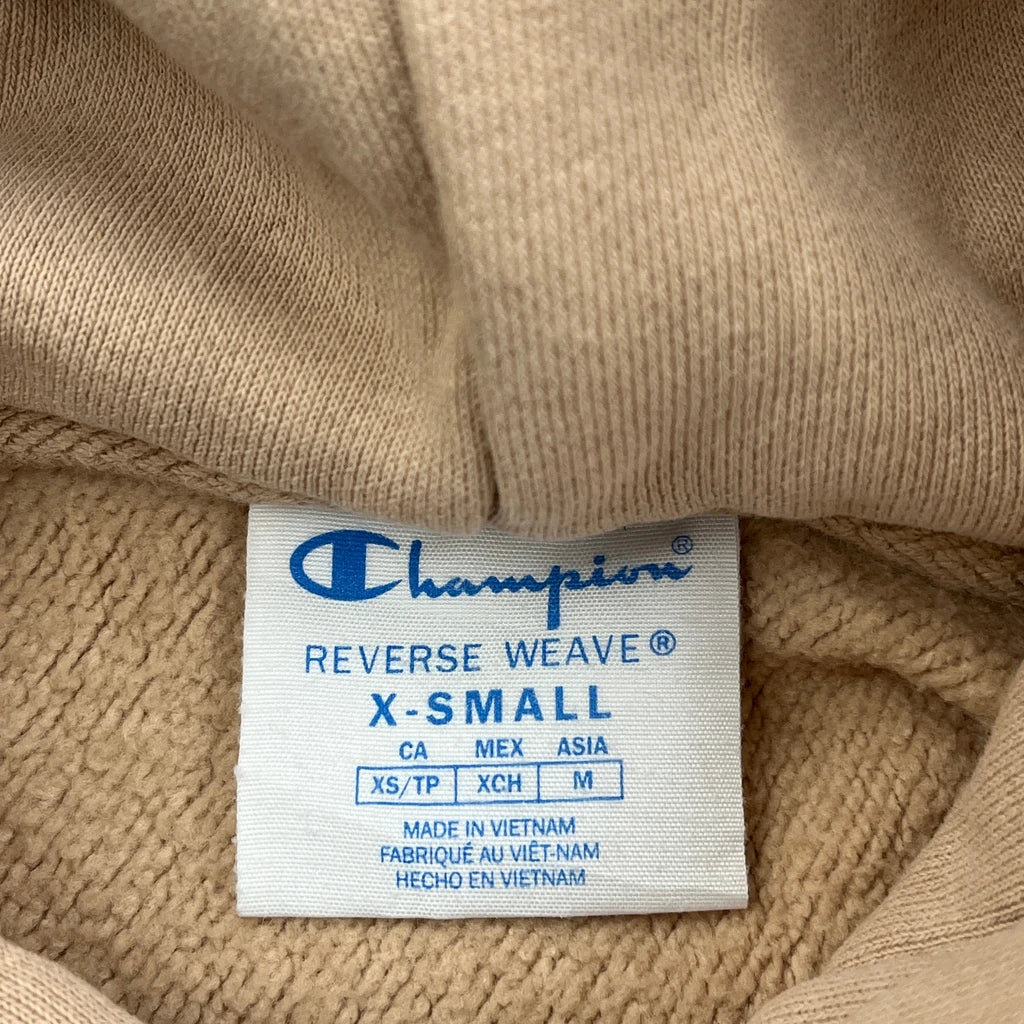 Champion®
REVERSE WEAVE®
X-SMALL
CA MEX ASIA
XS/TP XCH M
MADE IN VIETNAM
FABRIQUÉ AU VIÊT-NAM
HECHO EN VIETNAM